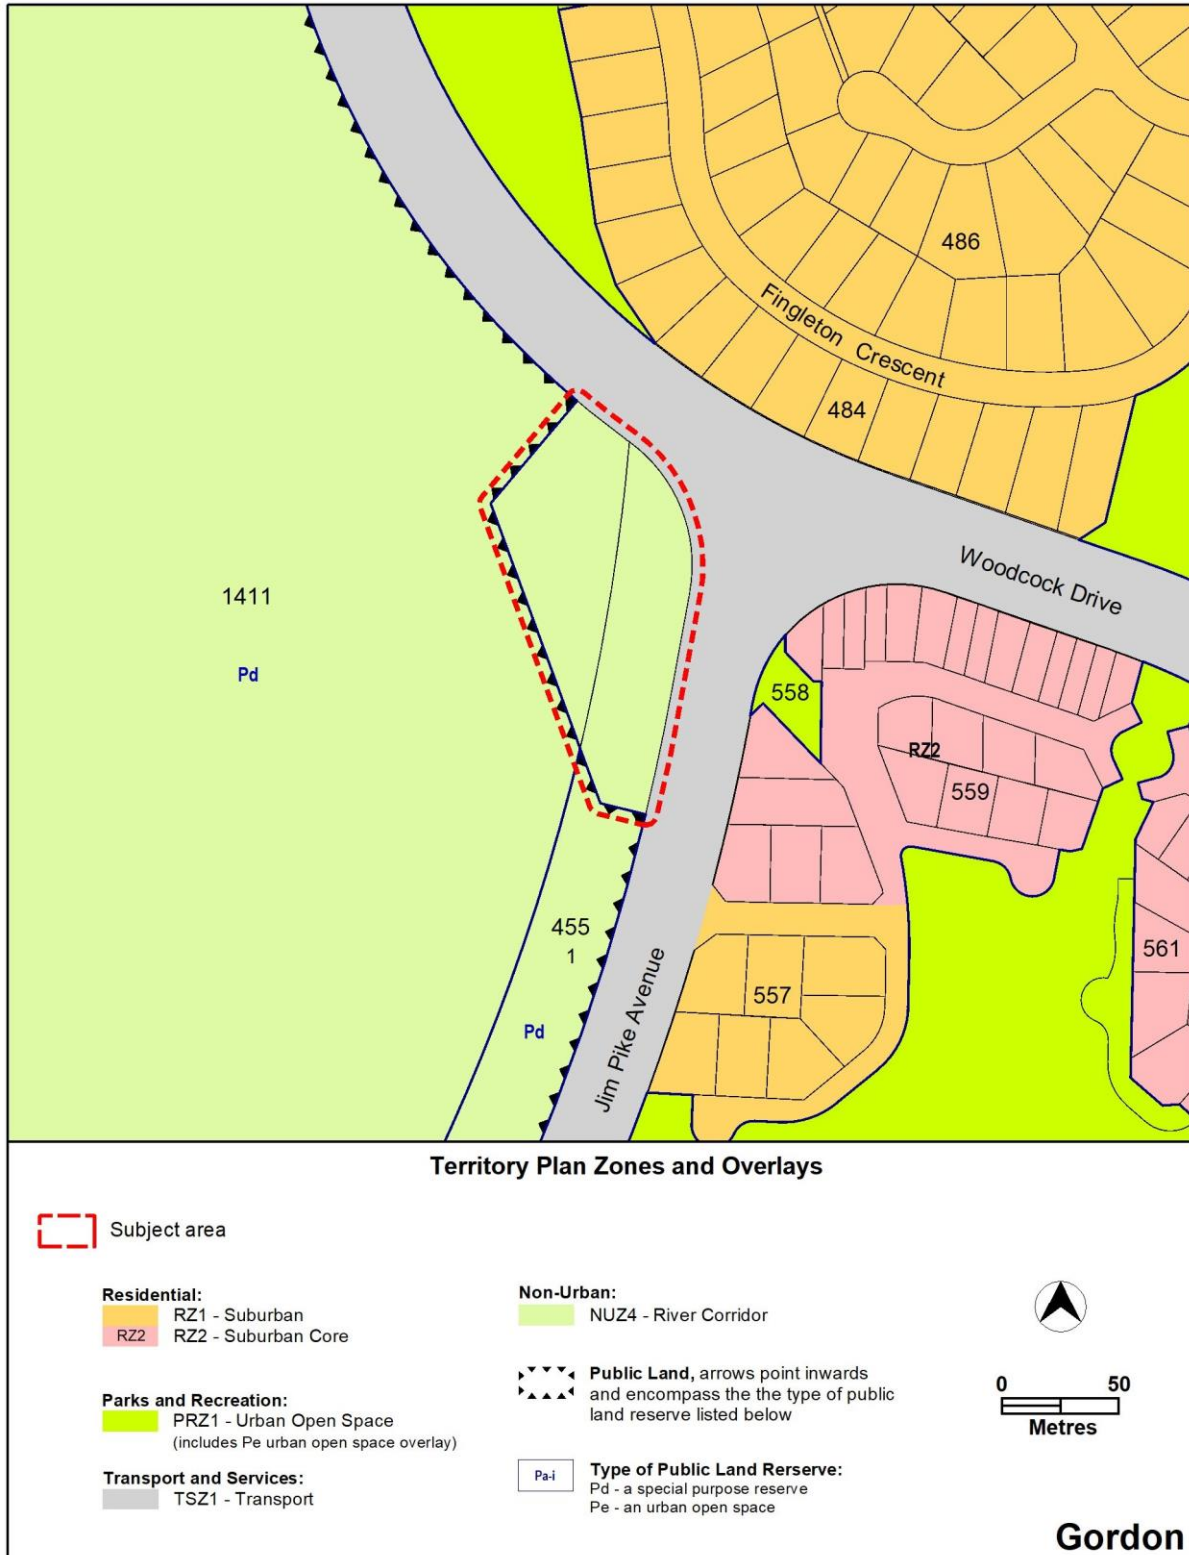 486
Fingleton Crescent
484
Woodcock Drive
1411
Pd
558
RZ2
559
455
1
561
557
Pd
Jim Pike Avenue
Territory Plan Zones and Overlays
Subject area
Residential:
RZ1 - Suburban
RZ2
RZ2 - Suburban Core
Parks and Recreation:
PRZ1 - Urban Open Space
(includes Pe urban open space overlay)
Transport and Services:
TSZ1 - Transport
Non-Urban:
NUZ4 - River Corridor
Public Land, arrows point inwards
and encompass the the type of public
land reserve listed below
Pa-i
Type of Public Land Rerserve:
Pd - a special purpose reserve
Pe - an urban open space
0 50
Metres
Gordon